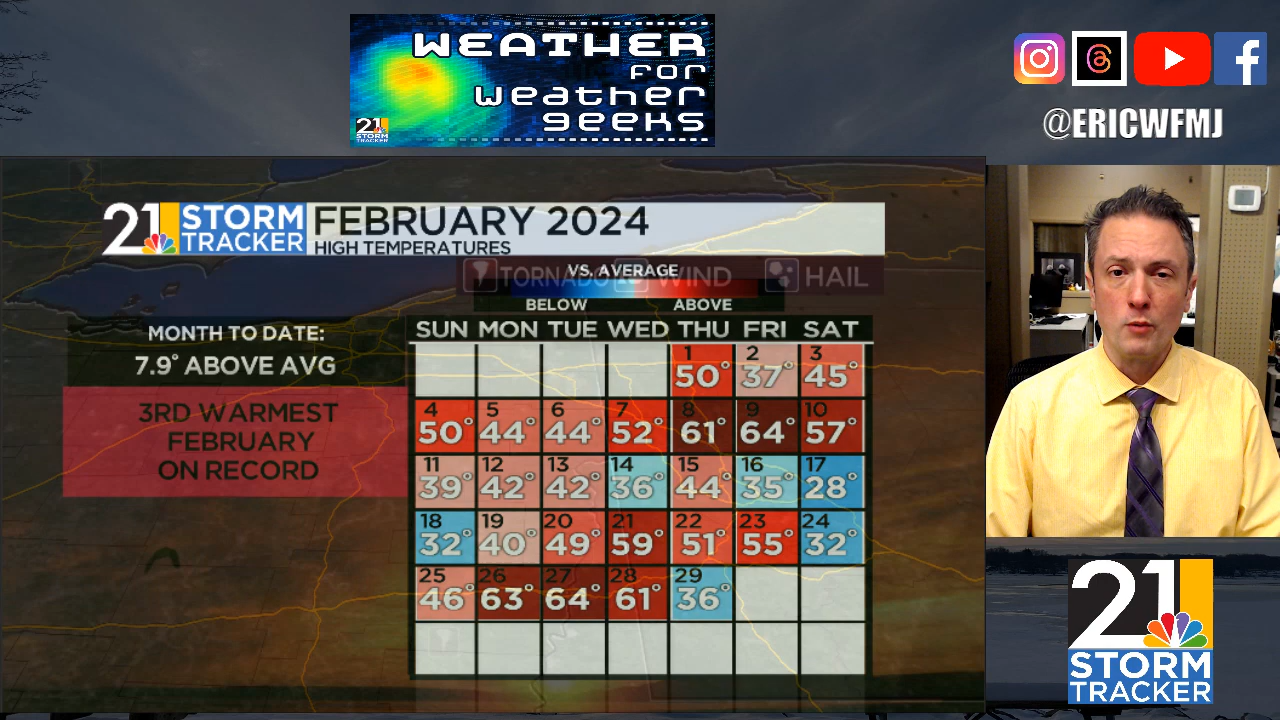 WEATHER
FOR
weather
geeks
21
STORM
TRACKER
@ERICWFMJ
21 STORM TRACKER
FEBRUARY 2024
HIGH TEMPERATURES
TORNADO WIND HAIL
VS. AVERAGE
BELOW ABOVE
MONTH TO DATE:
7.9° ABOVE AVG
3RD WARMEST
FEBRUARY
ON RECORD
SUN MON TUE WED THU FRI SAT
1 2 3
50° 37° 45°
4 5 6 7 8 9 10
50° 44° 44° 52° 61° 64° 57°
11 12 13 14 15 16 17
39° 42° 42° 36° 44° 35° 28°
18 19 20 21 22 23 24
32° 40° 49° 59° 51° 55° 32°
25 26 27 28 29
46° 63° 64° 61° 36°
21
STORM
TRACKER